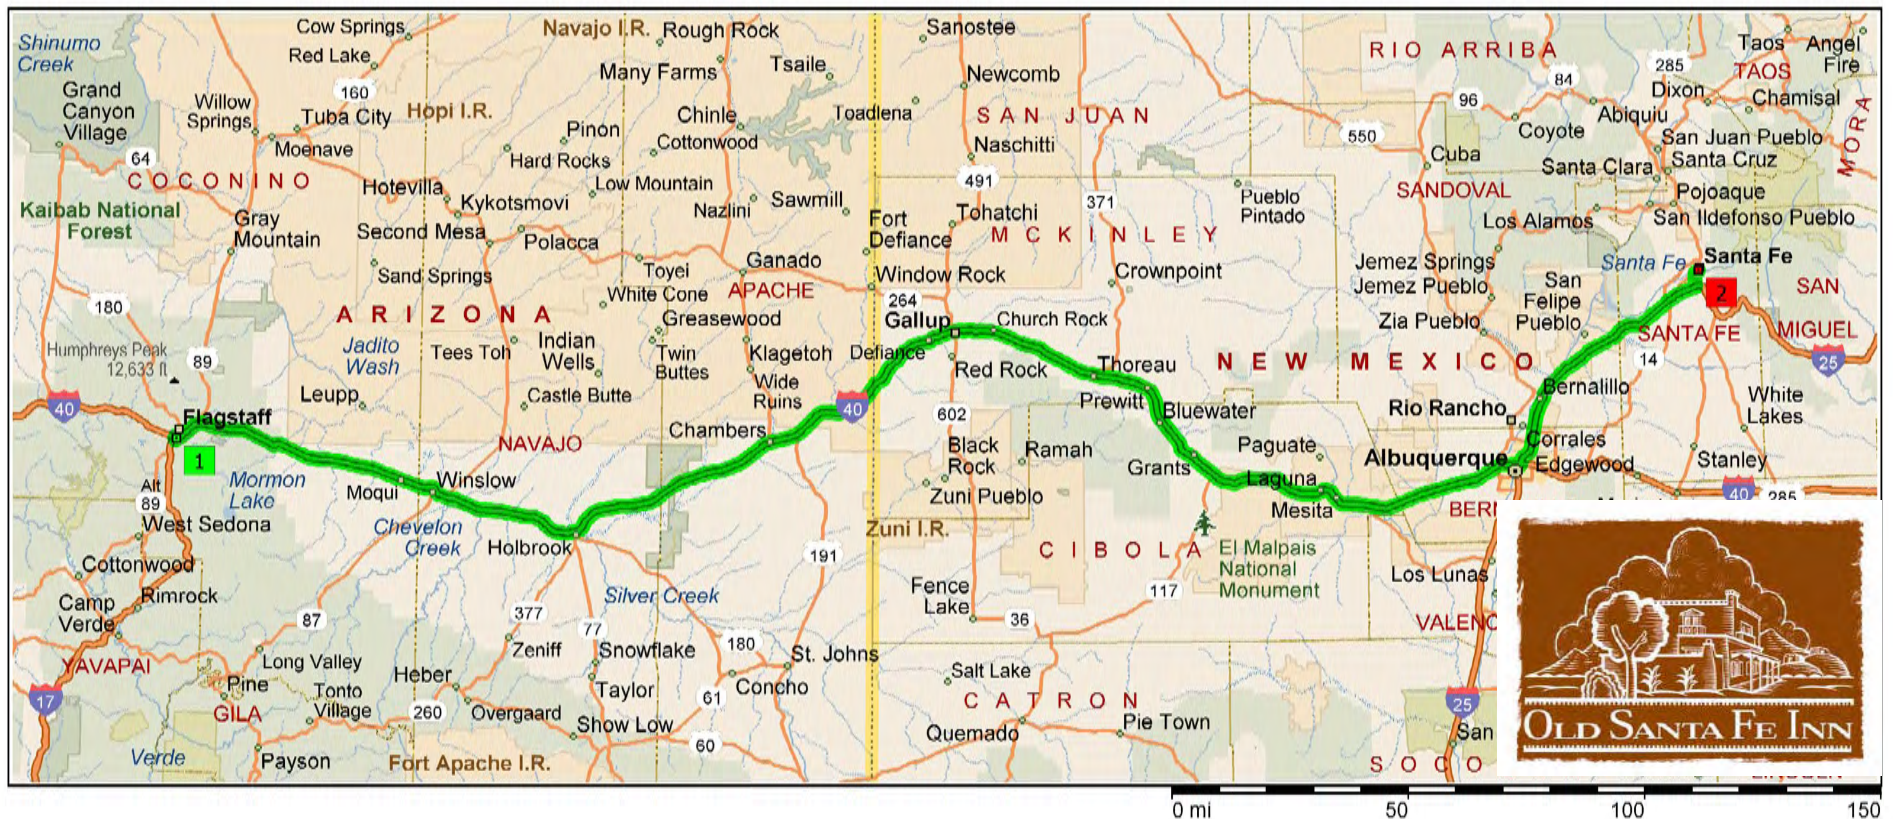 Cow Springs
Navajo I.R.
Rough Rock
Sanostee
Taos
Angel
Fire
Shinumo
Creek
Red Lake
Many Farms
Tsaile
Newcomb
RIO ARRIBA
285
TAOS
84
Grand
Canyon
Village
160
Willow
Springs
Tuba City
Hopi I.R.
Chinle
Toadlena
SAN JUAN
96
Dixon
Chamisal
Abiquiu
MORA
Moenave
Pinon
Cottonwood
Naschitti
550
Coyote
San Juan Pueblo
64
Hard Rocks
Cuba
Santa Clara
Santa Cruz
COCONINO
Hotevilla
Low Mountain
491
SANDOVAL
Pojoaque
Kykotsmovi
Nazlini
Sawmill
371
Pueblo
Pintado
Kaibab National
Forest
Gray
Mountain
Second Mesa
Polacca
Fort
Defiance
Tohatchi
MCKINLEY
Los Alamos
San Ildefonso Pueblo
Sand Springs
Toyei
Ganado
Window Rock
Crownpoint
Jemez Springs
Jemez Pueblo
San
Felipe
Pueblo
Santa Fe
Santa Fe
2
SAN
MIGUEL
180
ARIZONA
White Cone
APACHE
264
Greasewood
Gallup
Church Rock
Zia Pueblo
SANTA FE
Humphreys Peak
12,633 ft
89
Jadito
Wash
Tees Toh
Indian
Wells
Twin
Buttes
Klagetoh
Defiance
Red Rock
Thoreau
NEW MEXICO
14
25
Wide
Ruins
Prewitt
Bernalillo
White
Lakes
40
Leupp
Castle Butte
40
602
Bluewater
Rio Rancho
Flagstaff
1
NAVAJO
Chambers
Black
Rock
Ramah
Paguate
Corrales
Albuquerque
Edgewood
Stanley
Grants
Laguna
Mormon
Lake
Moqui
Winslow
Zuni Pueblo
Mesita
40
285
Alt
89
BERN
West Sedona
Chevelon
Creek
Holbrook
Zuni I.R.
CIBOLA
El Malpais
National
Monument
191
Cottonwood
Los Lunas
Camp
Verde
Rimrock
Silver Creek
Fence
Lake
117
87
377
77
36
VALENC
YAVAPAI
Long Valley
Zeniff
Snowflake
180
St. Johns
Salt Lake
17
Pine
Tonto
Village
Heber
Taylor
61
Concho
CATRON
25
GILA
260
Overgaard
Show Low
Quemado
Pie Town
San
60
Verde
Payson
Fort Apache I.R.
SOCO
OLD SANTA FE INN
0 mi
50
100
150